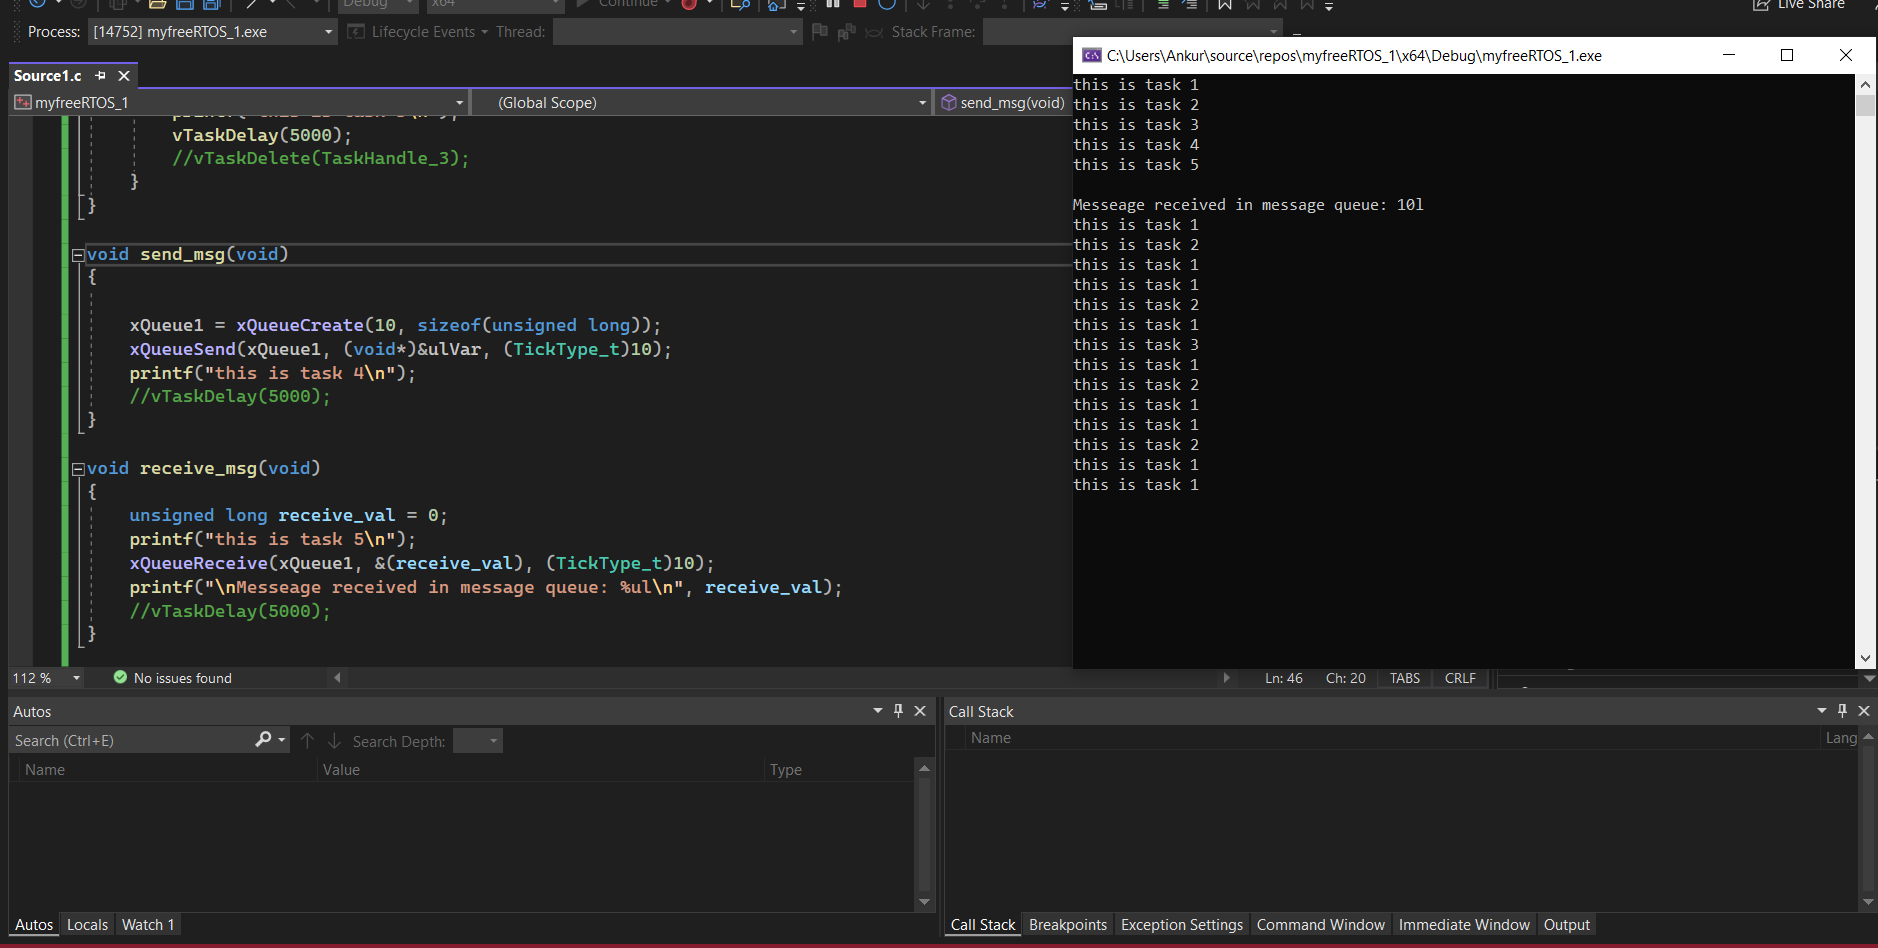 Debug x64 Continue Live Share
Process: [14752] myfreeRTOS_1.exe Lifecycle Events Thread: Stack Frame:
Source1.c
myfreeRTOS_1 (Global Scope) send_msg(void)
vTaskDelay(5000);
//vTaskDelete(TaskHandle_3);
}
}
void send_msg(void)
{
xQueue1 = xQueueCreate(10, sizeof(unsigned long));
xQueueSend(xQueue1, (void*)&ulVar, (TickType_t)10);
printf("this is task 4\n");
//vTaskDelay(5000);
}
void receive_msg(void)
{
unsigned long receive_val = 0;
printf("this is task 5\n");
xQueueReceive(xQueue1, &(receive_val), (TickType_t)10);
printf("\nMesseage received in message queue: %ul\n", receive_val);
//vTaskDelay(5000);
}
112 % No issues found Ln: 46 Ch: 20 TABS CRLF
C:\Users\Ankur\source\repos\myfreeRTOS_1\x64\Debug\myfreeRTOS_1.exe
this is task 1
this is task 2
this is task 3
this is task 4
this is task 5
Messeage received in message queue: 10l
this is task 1
this is task 2
this is task 1
this is task 1
this is task 2
this is task 1
this is task 3
this is task 1
this is task 2
this is task 1
this is task 1
this is task 2
this is task 1
this is task 1
Autos
Search (Ctrl+E) Search Depth:
Name Value Type
Autos Locals Watch 1
Call Stack
Name Lang
Call Stack Breakpoints Exception Settings Command Window Immediate Window Output